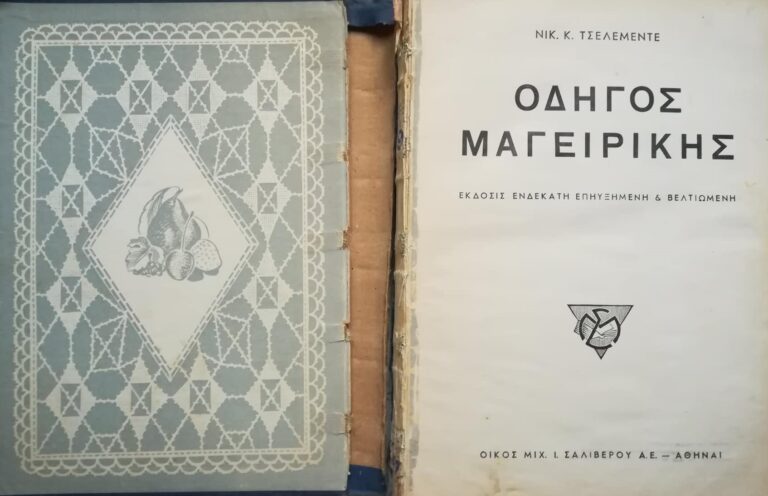 ΝΙΚ. Κ. ΤΣΕΛΕΜΕΝΤΕ
ΟΔΗΓΟΣ
ΜΑΓΕΙΡΙΚΗΣ
ΕΚΔΟΣΙΣ ΕΝΔΕΚΑΤΗ ΕΠΗΥΞΗΜΕΝΗ & ΒΕΛΤΙΩΜΕΝΗ
ΟΙΚΟΣ ΜΙΧ. Ι. ΣΑΛΙΒΕΡΟΥ Α.Ε. — ΑΘΗΝΑΙ